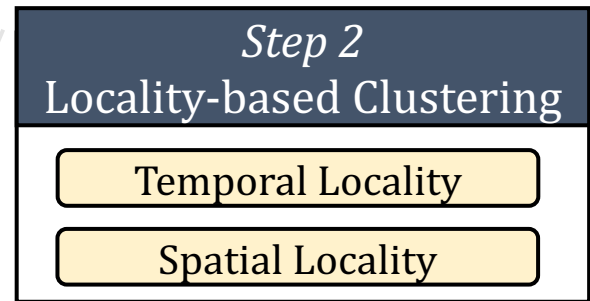 Step 2
Locality-based Clustering
Temporal Locality
Spatial Locality